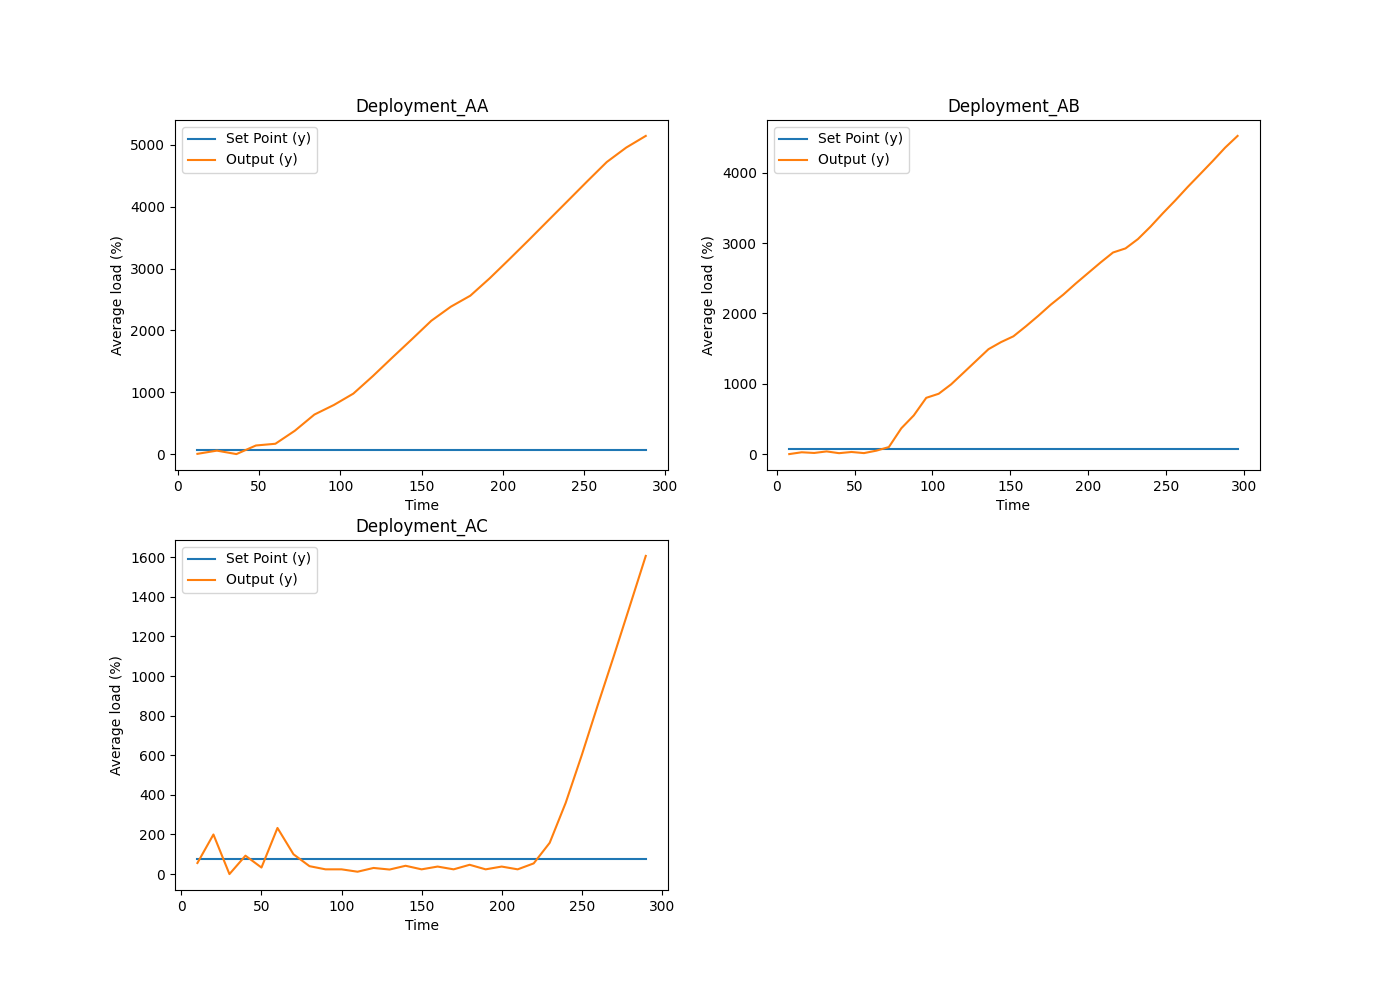 Deployment_AA
Set Point (y)
Output (y)
5000
4000
3000
2000
1000
0
Average load (%)
0 50 100 150 200 250 300
Time
Deployment_AB
Set Point (y)
Output (y)
4000
3000
2000
1000
0
Average load (%)
0 50 100 150 200 250 300
Time
Deployment_AC
Set Point (y)
Output (y)
1600
1400
1200
1000
800
600
400
200
0
Average load (%)
0 50 100 150 200 250 300
Time